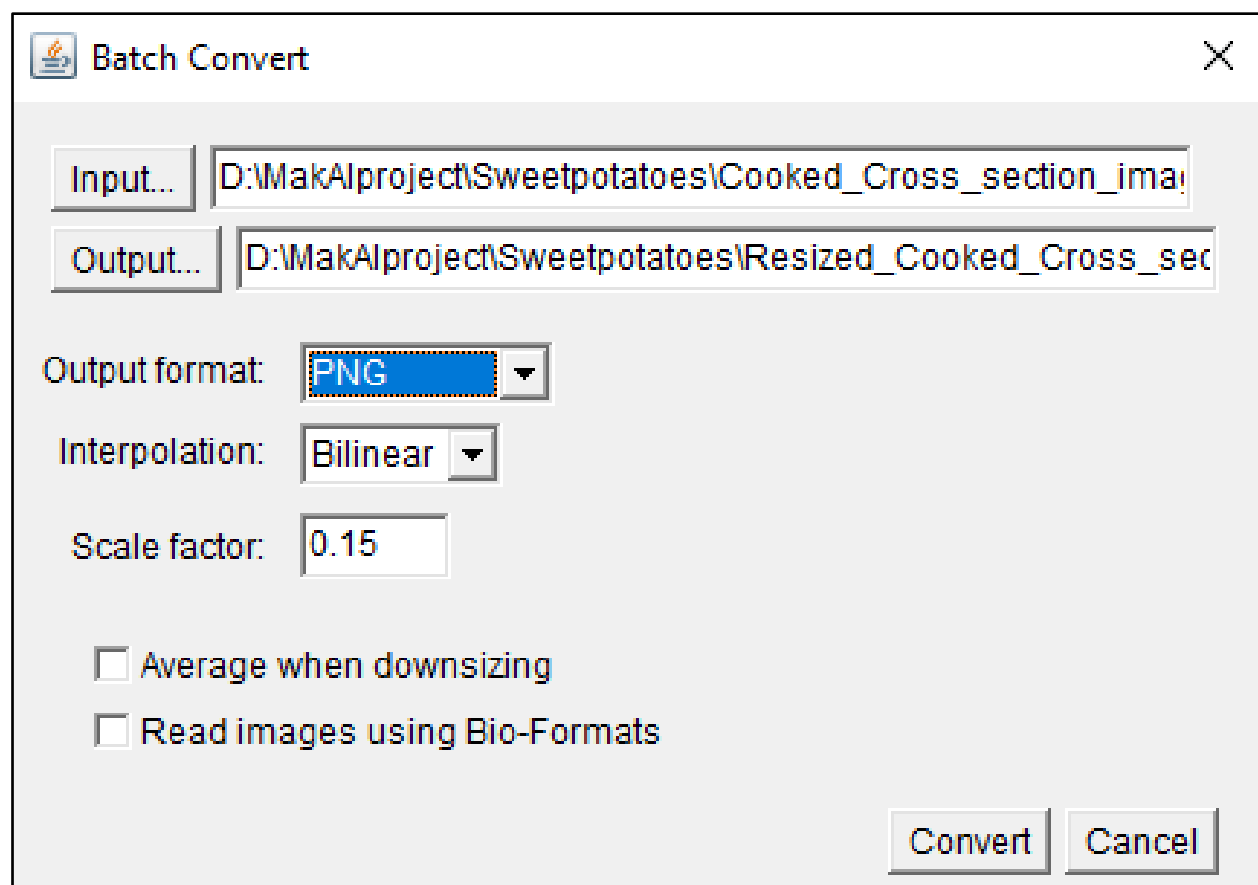 Batch Convert
Input... D:\MakAIproject\Sweetpotatoes\Cooked_Cross_section_imag
Output... D:\MakAIproject\Sweetpotatoes\Resized_Cooked_Cross_sec
Output format: PNG
Interpolation: Bilinear
Scale factor: 0.15
Average when downsizing
Read images using Bio-Formats
Convert Cancel